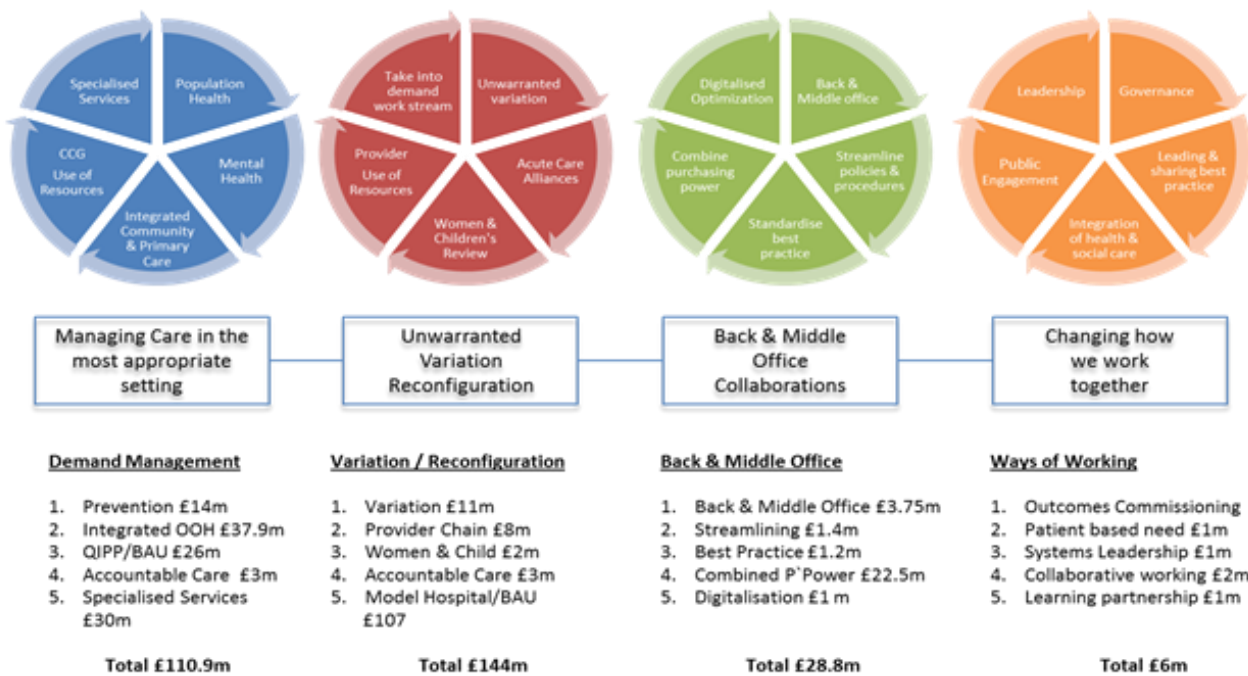 Specialised
Services
Population
Health
Mental
Health
Integrated
Community
& Primary
Care
CCG
Use of
Resources
Take into
demand
work stream
Unwarranted
variation
Acute Care
Alliances
Women &
Children's
Review
Provider
Use of
Resources
Digitalised
Optimization
Back &
Middle office
Streamline
policies &
procedures
Standardise
best
practice
Combine
purchasing
power
Leadership
Governance
Leading &
sharing best
practice
Integration
of health &
social care
Public
Engagement
Managing Care in the
most appropriate
setting
Unwarranted
Variation
Reconfiguration
Back & Middle
Office
Collaborations
Changing how
we work
together
Demand Management
1. Prevention £14m
2. Integrated OOH £37.9m
3. QIPP/BAU £26m
4. Accountable Care £3m
5. Specialised Services
£30m
Total £110.9m
Variation / Reconfiguration
1. Variation £11m
2. Provider Chain £8m
3. Women & Child £2m
4. Accountable Care £3m
5. Model Hospital/BAU
£107
Total £144m
Back & Middle Office
1. Back & Middle Office £3.75m
2. Streamlining £1.4m
3. Best Practice £1.2m
4. Combined P`Power £22.5m
5. Digitalisation £1 m
Total £28.8m
Ways of Working
1. Outcomes Commissioning
2. Patient based need £1m
3. Systems Leadership £1m
4. Collaborative working £2m
5. Learning partnership £1m
Total £6m